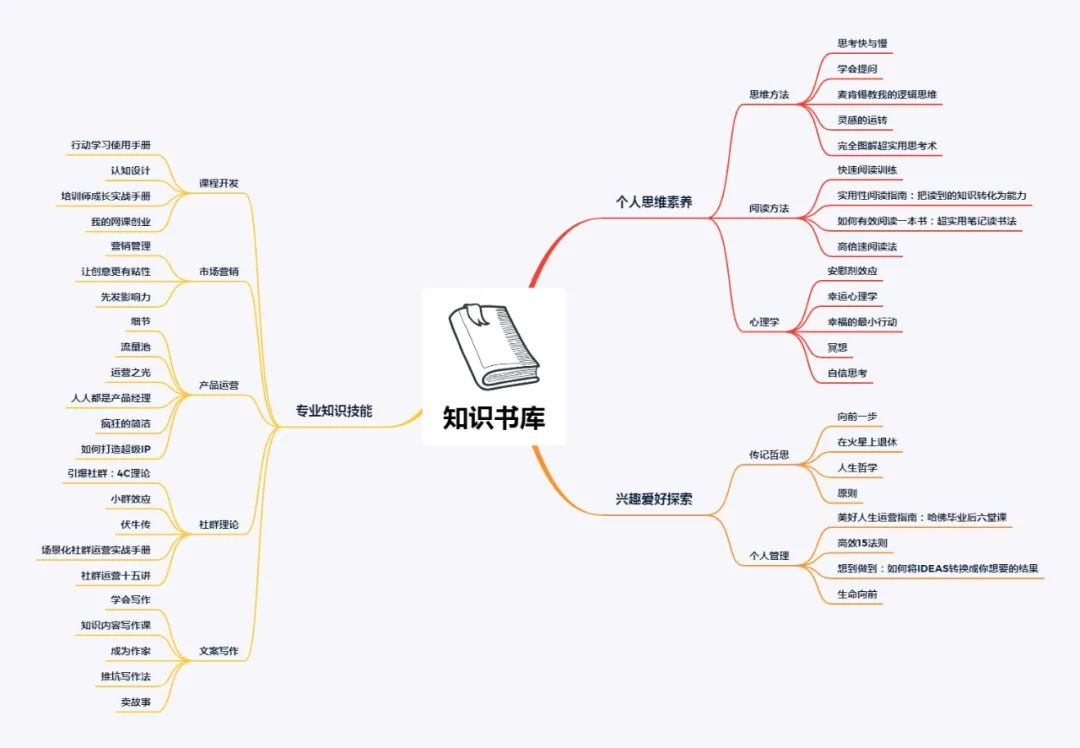 知识书库
个人思维素养
思维方法
思考快与慢
学会提问
麦肯锡教我的逻辑思维
灵感的运转
完全图解超实用思考术
阅读方法
快速阅读训练
实用性阅读指南：把读到的知识转化为能力
如何有效阅读一本书：超实用笔记读书法
高倍速阅读法
心理学
安慰剂效应
幸运心理学
幸福的最小行动
冥想
自信思考
兴趣爱好探索
传记哲思
向前一步
在火星上退休
人生哲学
原则
个人管理
美好人生运营指南：哈佛毕业后六堂课
高效15法则
想到做到：如何将IDEAS转换成你想要的结果
生命向前
专业知识技能
课程开发
行动学习使用手册
认知设计
培训师成长实战手册
我的网课创业
市场营销
营销管理
让创意更有粘性
先发影响力
产品运营
细节
流量池
运营之光
人人都是产品经理
疯狂的简洁
如何打造超级IP
社群理论
引爆社群：4C理论
小群效应
伏牛传
场景化社群运营实战手册
社群运营十五讲
文案写作
学会写作
知识内容写作课
成为作家
推坑写作法
卖故事